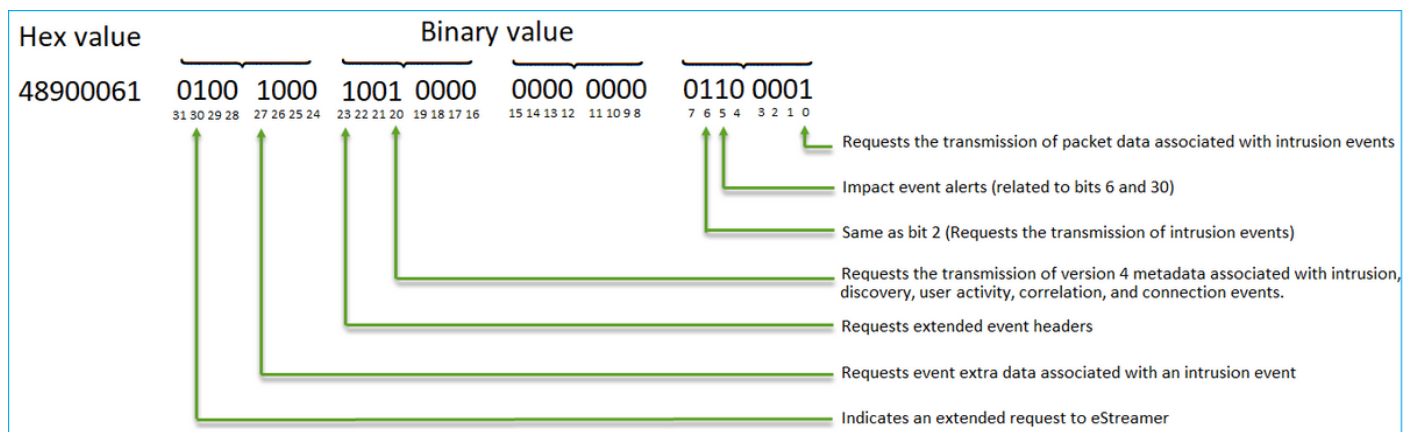 Hex value
Binary value
48900061 0100 1000 1001 0000 0000 0000 0110 0001
31 30 29 28 27 26 25 24 23 22 21 20 19 18 17 16 15 14 13 12 11 10 9 8 7 6 5 4 3 2 1 0
Requests the transmission of packet data associated with intrusion events
Impact event alerts (related to bits 6 and 30)
Same as bit 2 (Requests the transmission of intrusion events)
Requests the transmission of version 4 metadata associated with intrusion,
discovery, user activity, correlation, and connection events.
Requests extended event headers
Requests event extra data associated with an intrusion event
Indicates an extended request to eStreamer